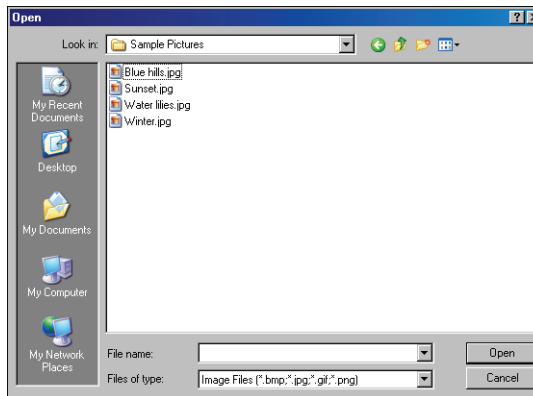 Open
Look in:
Sample Pictures
My Recent
Documents
Desktop
My Documents
My Computer
My Network
Places
Blue hills.jpg
Sunset.jpg
Water lilies.jpg
Winter.jpg
File name:
Open
Files of type:
Image Files (*.bmp;*.jpg;*.gif;*.png)
Cancel